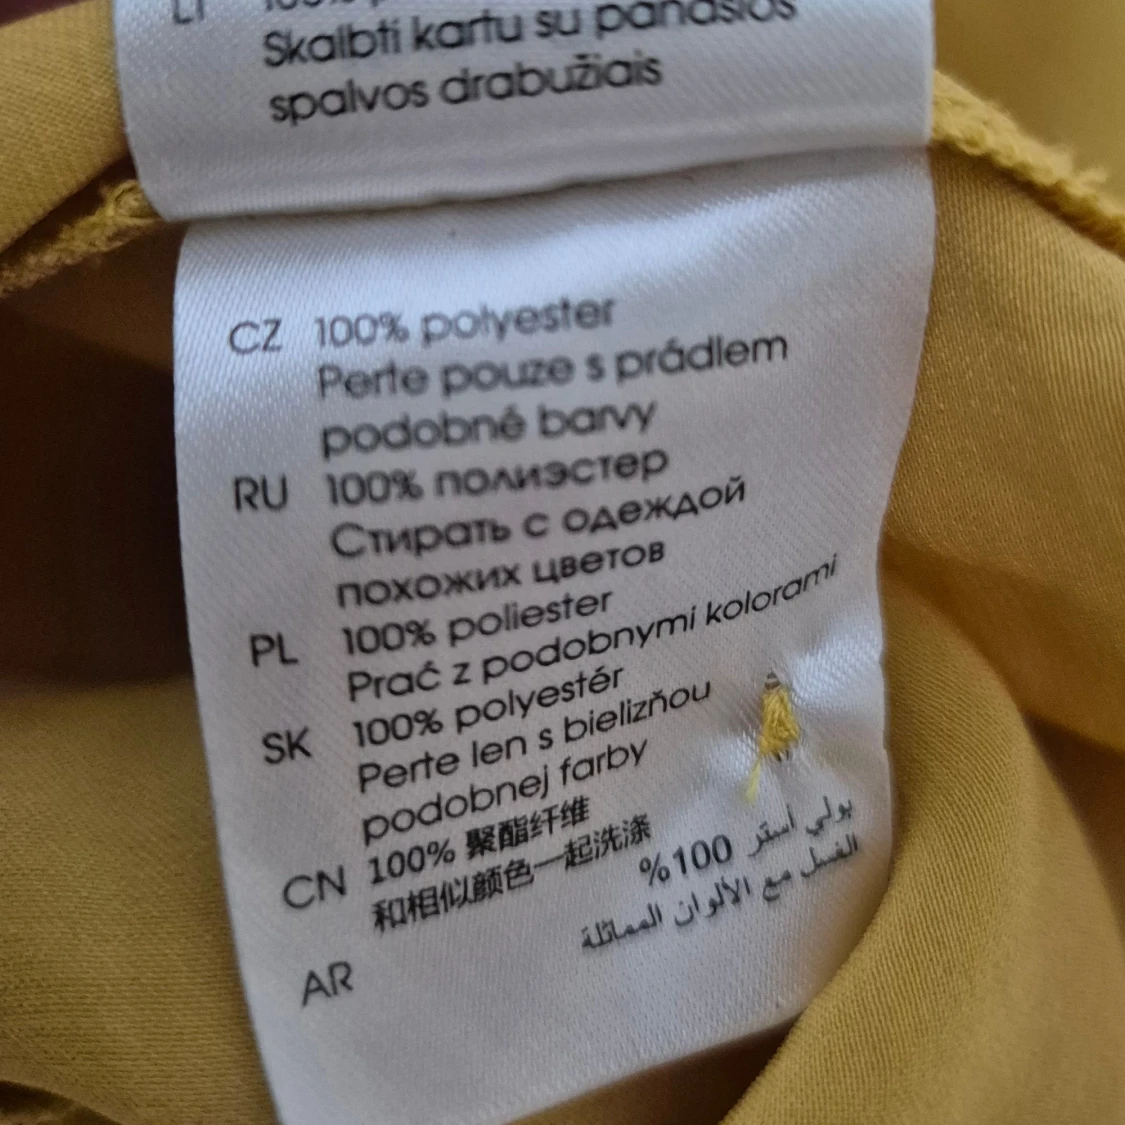 LT 100%
Skalbti kartu su panašios
spalvos drabužiais
CZ 100% polyester
Perte pouze s prádlem
podobné barvy
RU 100% полиэстер
Стирать с одеждой
похожих цветов
PL 100% poliester
Prać z podobnymi kolorami
SK 100% polyestér
Perte len s bielizňou
podobnej farby
CN 100% 聚酯纤维
和相似颜色一起洗涤
AR بولي أستر 100%
الغسل مع الألوان المماثلة